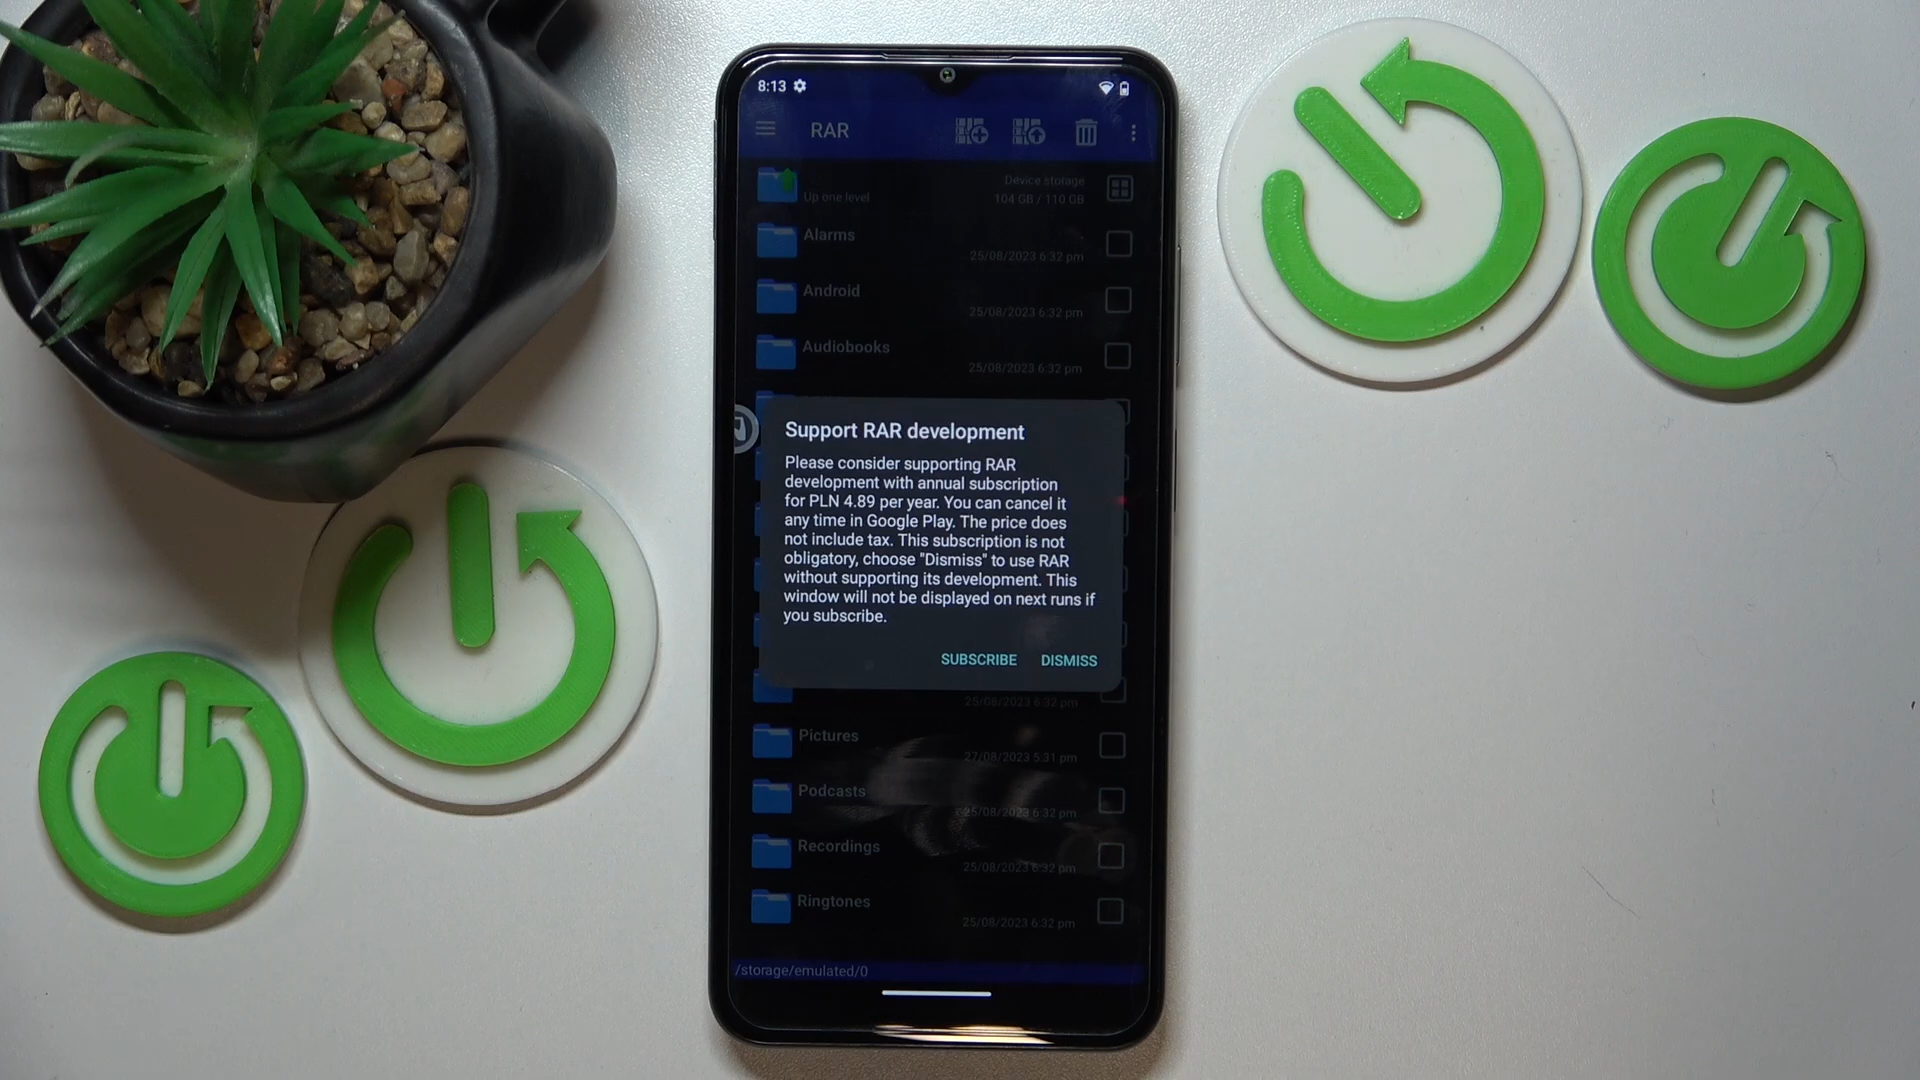 8:13
RAR
Device storage
Up one level
104 GB / 110 GB
Alarms
25/08/2023 6:32 pm
Android
25/08/2023 6:32 pm
Audiobooks
25/08/2023 6:32 pm
Support RAR development
Please consider supporting RAR
development with annual subscription
for PLN 4.89 per year. You can cancel it
any time in Google Play. The price does
not include tax. This subscription is not
obligatory, choose "Dismiss" to use RAR
without supporting its development. This
window will not be displayed on next runs if
you subscribe.
SUBSCRIBE DISMISS
25/08/2023 6:32 pm
Pictures
27/08/2023 5:31 pm
Podcasts
25/08/2023 6:32 pm
Recordings
25/08/2023 6:32 pm
Ringtones
25/08/2023 6:32 pm
/storage/emulated/0